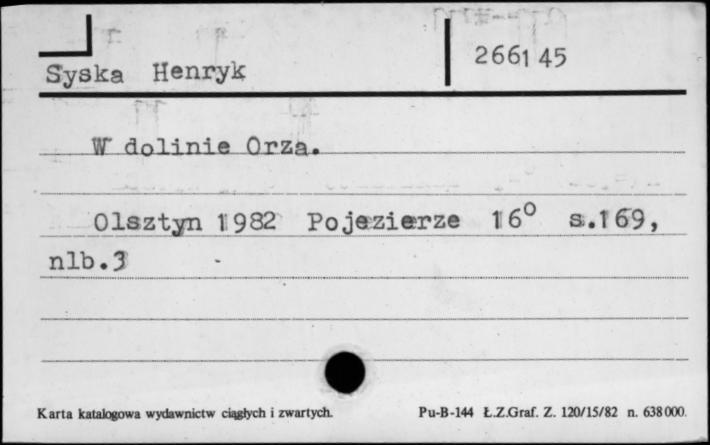 Syska Henryk
266145
W dolinie Orza.
Olsztyn 1982 Pojezierze 16° s.169,
nlb.3
Karta katalogowa wydawnictw ciągłych i zwartych.
Pu-B-144 Ł.Z.Graf. Z. 120/15/82 n. 638000.